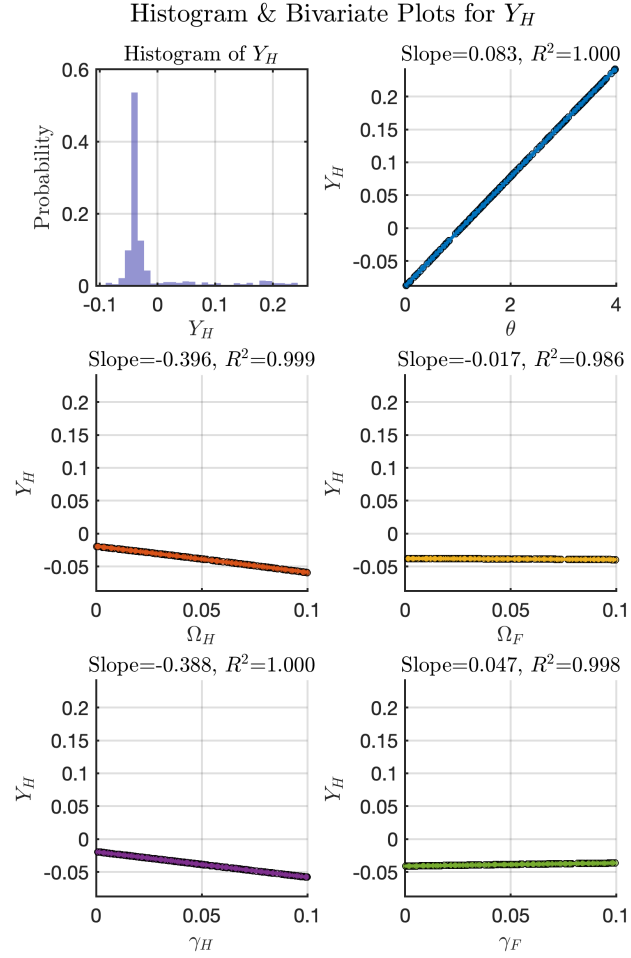 Histogram & Bivariate Plots for Y_H
Histogram of Y_H
Probability
0.6
0.4
0.2
0
-0.1
0
0.1
0.2
Y_H
Slope=0.083, R²=1.000
Y_H
0.2
0.15
0.1
0.05
0
-0.05
0
2
4
θ
Slope=-0.396, R²=0.999
Y_H
0.2
0.15
0.1
0.05
0
-0.05
0
0.05
0.1
Ω_H
Slope=-0.017, R²=0.986
Y_H
0.2
0.15
0.1
0.05
0
-0.05
0
0.05
0.1
Ω_F
Slope=-0.388, R²=1.000
Y_H
0.2
0.15
0.1
0.05
0
-0.05
0
0.05
0.1
γ_H
Slope=0.047, R²=0.998
Y_H
0.2
0.15
0.1
0.05
0
-0.05
0
0.05
0.1
γ_F